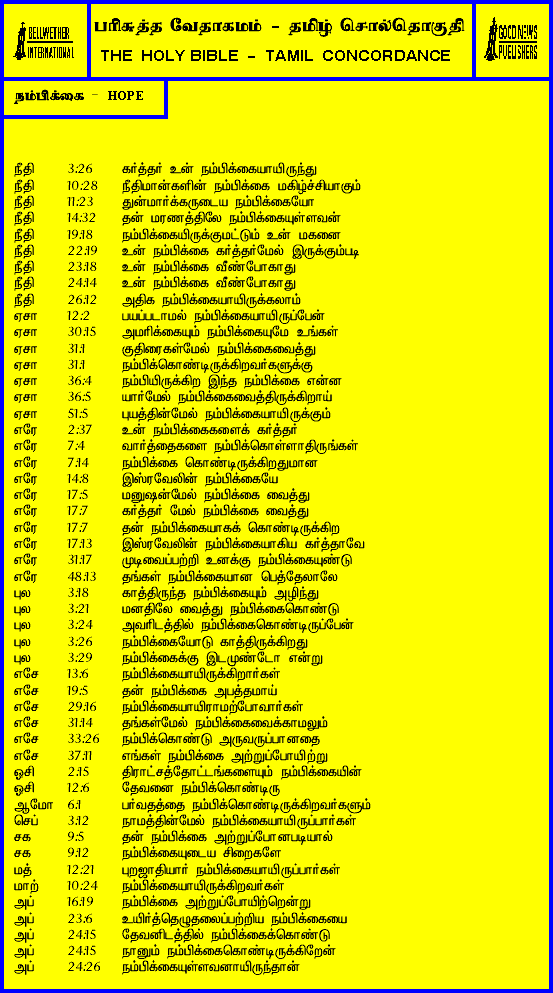 BELLWETHER
INTERNATIONAL
பரிசுத்த வேதாகமம் - தமிழ் சொல்தொகுதி
THE HOLY BIBLE - TAMIL CONCORDANCE
GOOD NEWS
PUBLISHERS
நம்பிக்கை - HOPE
நீதி 3:26 கர்த்தர் உன் நம்பிக்கையாயிருந்து
நீதி 10:28 நீதிமான்களின் நம்பிக்கை மகிழ்ச்சியாகும்
நீதி 11:23 துன்மார்க்கருடைய நம்பிக்கையோ
நீதி 14:32 தன் மரணத்திலே நம்பிக்கையுள்ளவன்
நீதி 19:18 நம்பிக்கையிருக்குமட்டும் உன் மகனை
நீதி 22:19 உன் நம்பிக்கை கர்த்தர்மேல் இருக்கும்படி
நீதி 23:18 உன் நம்பிக்கை வீண்போகாது
நீதி 24:14 உன் நம்பிக்கை வீண்போகாது
நீதி 26:12 அதிக நம்பிக்கையாயிருக்கலாம்
ஏசா 12:2 பயப்படாமல் நம்பிக்கையாயிருப்பேன்
ஏசா 30:15 அமரிக்கையும் நம்பிக்கையுமே உங்கள்
ஏசா 31:1 குதிரைகள்மேல் நம்பிக்கைவைத்து
ஏசா 31:1 நம்பிக்கொண்டிருக்கிறவர்களுக்கு
ஏசா 36:4 நம்பியிருக்கிற இந்த நம்பிக்கை என்ன
ஏசா 36:5 யார்மேல் நம்பிக்கைவைத்திருக்கிறாய்
ஏசா 51:5 புயத்தின்மேல் நம்பிக்கையாயிருக்கும்
எரே 2:37 உன் நம்பிக்கைகளைக் கர்த்தர்
எரே 7:4 வார்த்தைகளை நம்பிக்கொள்ளாதிருங்கள்
எரே 7:14 நம்பிக்கை கொண்டிருக்கிறதுமான
எரே 14:8 இஸ்ரவேலின் நம்பிக்கையே
எரே 17:5 மனுஷன்மேல் நம்பிக்கை வைத்து
எரே 17:7 கர்த்தர் மேல் நம்பிக்கை வைத்து
எரே 17:7 தன் நம்பிக்கையாகக் கொண்டிருக்கிற
எரே 17:13 இஸ்ரவேலின் நம்பிக்கையாகிய கர்த்தாவே
எரே 31:17 முடிவைப்பற்றி உனக்கு நம்பிக்கையுண்டு
எரே 48:13 தங்கள் நம்பிக்கையான பெத்தேலாலே
புல 3:18 காத்திருந்த நம்பிக்கையும் அழிந்து
புல 3:21 மனதிலே வைத்து நம்பிக்கைகொண்டு
புல 3:24 அவரிடத்தில் நம்பிக்கைகொண்டிருப்பேன்
புல 3:26 நம்பிக்கையோடு காத்திருக்கிறது
புல 3:29 நம்பிக்கைக்கு இடமுண்டோ என்று
எசே 13:6 நம்பிக்கையாயிருக்கிறார்கள்
எசே 19:5 தன் நம்பிக்கை அபத்தமாய்
எசே 29:16 நம்பிக்கையாயிராமற்போவார்கள்
எசே 31:14 தங்கள்மேல் நம்பிக்கைவைக்காமலும்
எசே 33:26 நம்பிக்கொண்டு அருவருப்பானதை
எசே 37:11 எங்கள் நம்பிக்கை அற்றுப்போயிற்று
ஓசி 2:15 திராட்சத்தோட்டங்களையும் நம்பிக்கையின்
ஓசி 12:6 தேவனை நம்பிக்கொண்டிரு
ஆமோ 6:1 பர்வதத்தை நம்பிக்கொண்டிருக்கிறவர்களும்
செப் 3:12 நாமத்தின்மேல் நம்பிக்கையாயிருப்பார்கள்
சக 9:5 தன் நம்பிக்கை அற்றுப்போனபடியால்
சக 9:12 நம்பிக்கையுடைய சிறைகளே
மத் 12:21 புறஜாதியார் நம்பிக்கையாயிருப்பார்கள்
மாற் 10:24 நம்பிக்கையாயிருக்கிறவர்கள்
அப் 16:19 நம்பிக்கை அற்றுப்போயிற்றென்று
அப் 23:6 உயிர்த்தெழுதலைப்பற்றிய நம்பிக்கையை
அப் 24:15 தேவனிடத்தில் நம்பிக்கைக்கொண்டு
அப் 24:15 நானும் நம்பிக்கைகொண்டிருக்கிறேன்
அப் 24:26 நம்பிக்கையுள்ளவனாயிருந்தான்